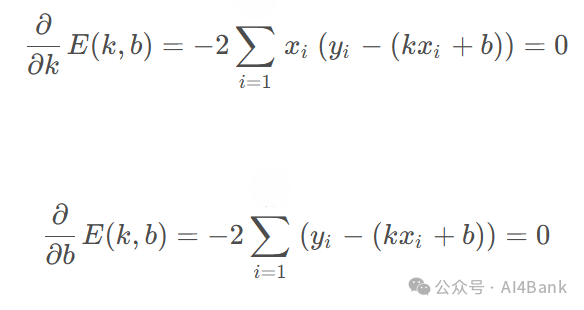 ∂/∂k E(k, b) = −2 ∑_{i=1} x_i (y_i − (kx_i + b)) = 0
∂/∂b E(k, b) = −2 ∑_{i=1} (y_i − (kx_i + b)) = 0
公众号 · AI4Bank